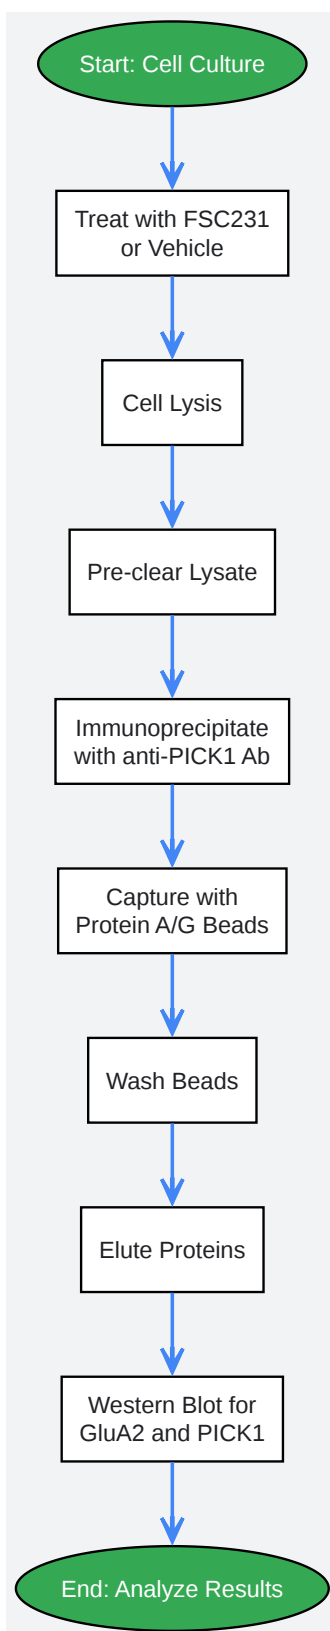 Start: Cell Culture
Treat with FSC231
or Vehicle
Cell Lysis
Pre-clear Lysate
Immunoprecipitate
with anti-PICK1 Ab
Capture with
Protein A/G Beads
Wash Beads
Elute Proteins
Western Blot for
GluA2 and PICK1
End: Analyze Results